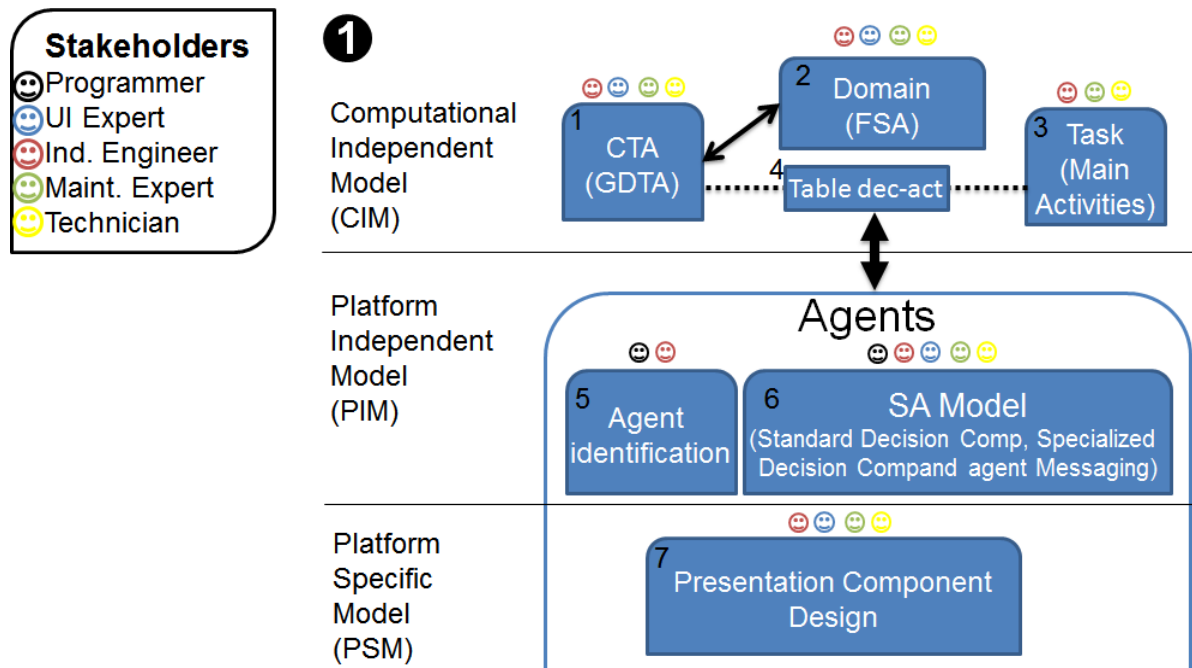 Stakeholders
Programmer
UI Expert
Ind. Engineer
Maint. Expert
Technician
1
Computational
Independent
Model
(CIM)
1
CTA
(GDTA)
2
Domain
(FSA)
3
Task
(Main
Activities)
4
Table dec-act
Platform
Independent
Model
(PIM)
Agents
5
Agent
identification
6
SA Model
(Standard Decision Comp, Specialized
Decision Compand agent Messaging)
Platform
Specific
Model
(PSM)
7
Presentation Component
Design